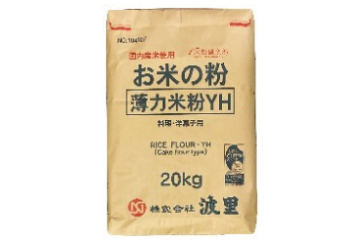 国内産米使用
お米の粉
薄力米粉YH
料理・洋菓子用
RICE FLOUR・YH
(Cake flour type)
20kg
株式会社 波里